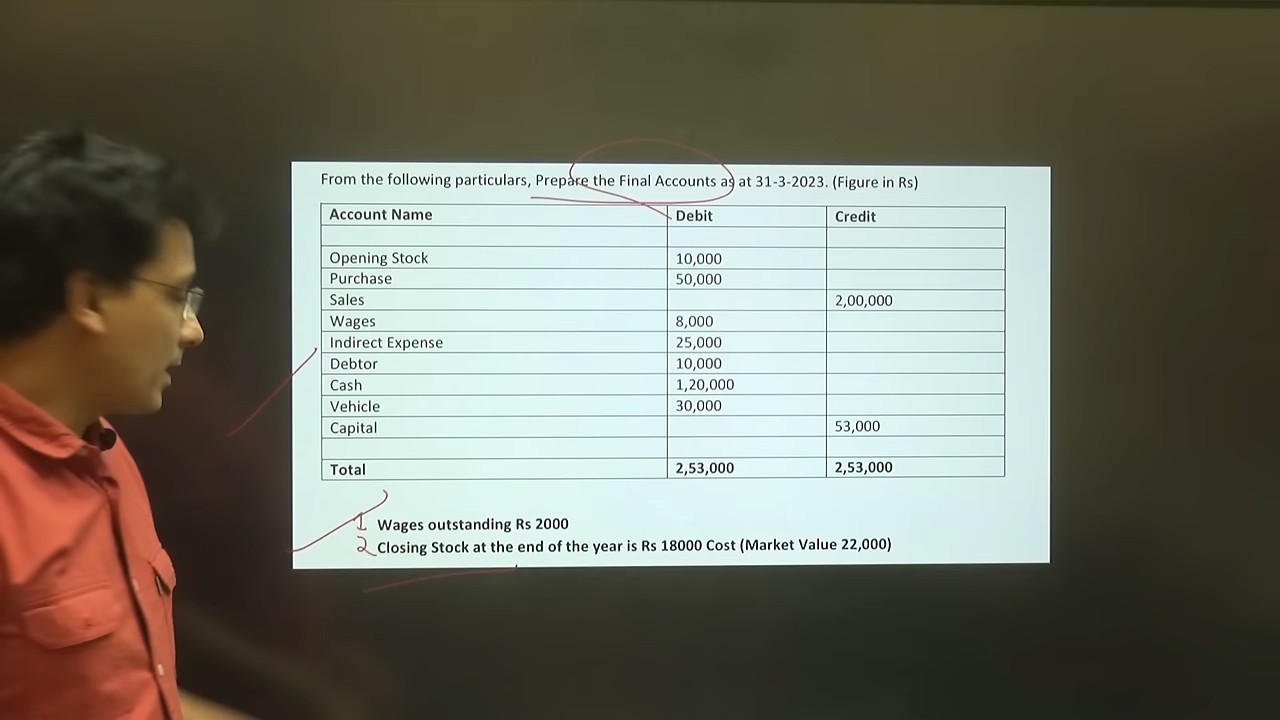 From the following particulars, Prepare the Final Accounts as at 31-3-2023. (Figure in Rs)
Account Name Debit Credit
Opening Stock 10,000
Purchase 50,000
Sales 2,00,000
Wages 8,000
Indirect Expense 25,000
Debtor 10,000
Cash 1,20,000
Vehicle 30,000
Capital 53,000
Total 2,53,000 2,53,000
1 Wages outstanding Rs 2000
2 Closing Stock at the end of the year is Rs 18000 Cost (Market Value 22,000)